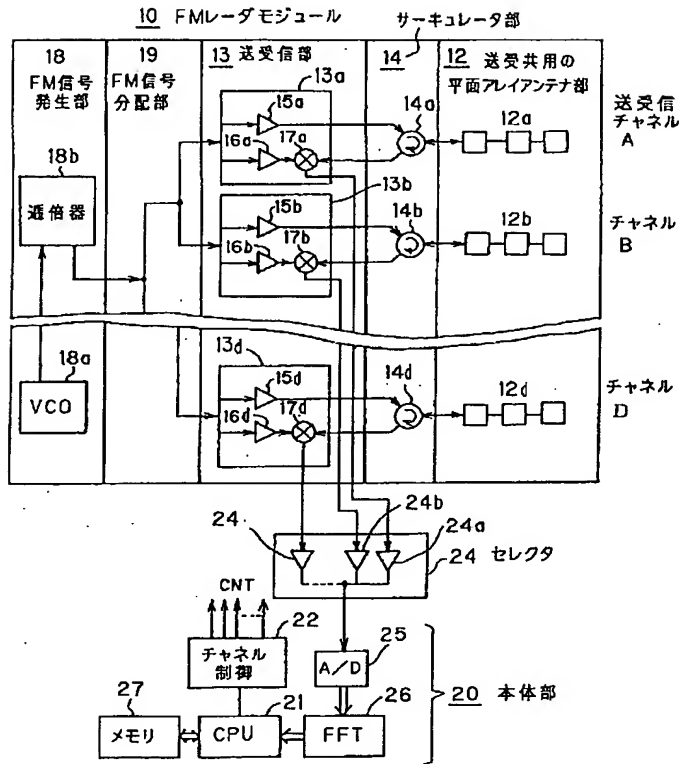 10 FMレーダモジュール
サーキュレータ部
18
FM信号
発生部
19
FM信号
分配部
13 送受信部
14
12 送受共用の
平面アレイアンテナ部
送受信
チャネル
A
13a
15a
16a
17a
14a
12a
18b
逓倍器
13b
15b
16b
17b
14b
12b
チャネル
B
13d
15d
16d
17d
14d
12d
チャネル
D
18a
VCO
24
24b
24a
24 セレクタ
CNT
22
チャネル
制御
25
A/D
20 本体部
27
メモリ
21
CPU
26
FFT